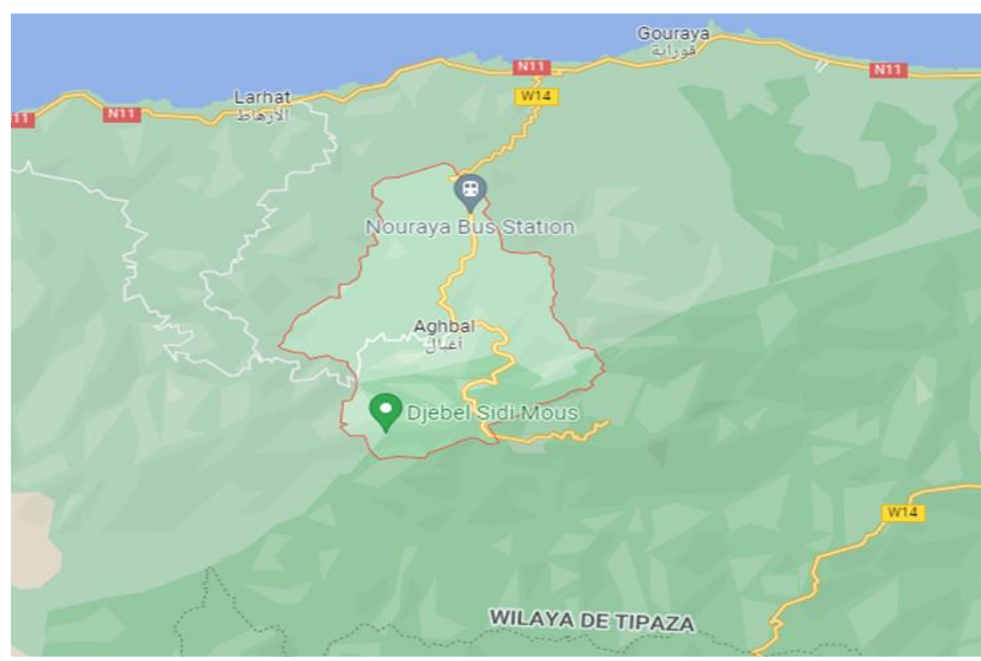 Gouraya
قوراية
N11
N11
W14
Larhat
الأرهاط
N11
11
Nouraya Bus Station
Aghbal
أغبال
Djebel Sidi Mous
W14
WILAYA DE TIPAZA